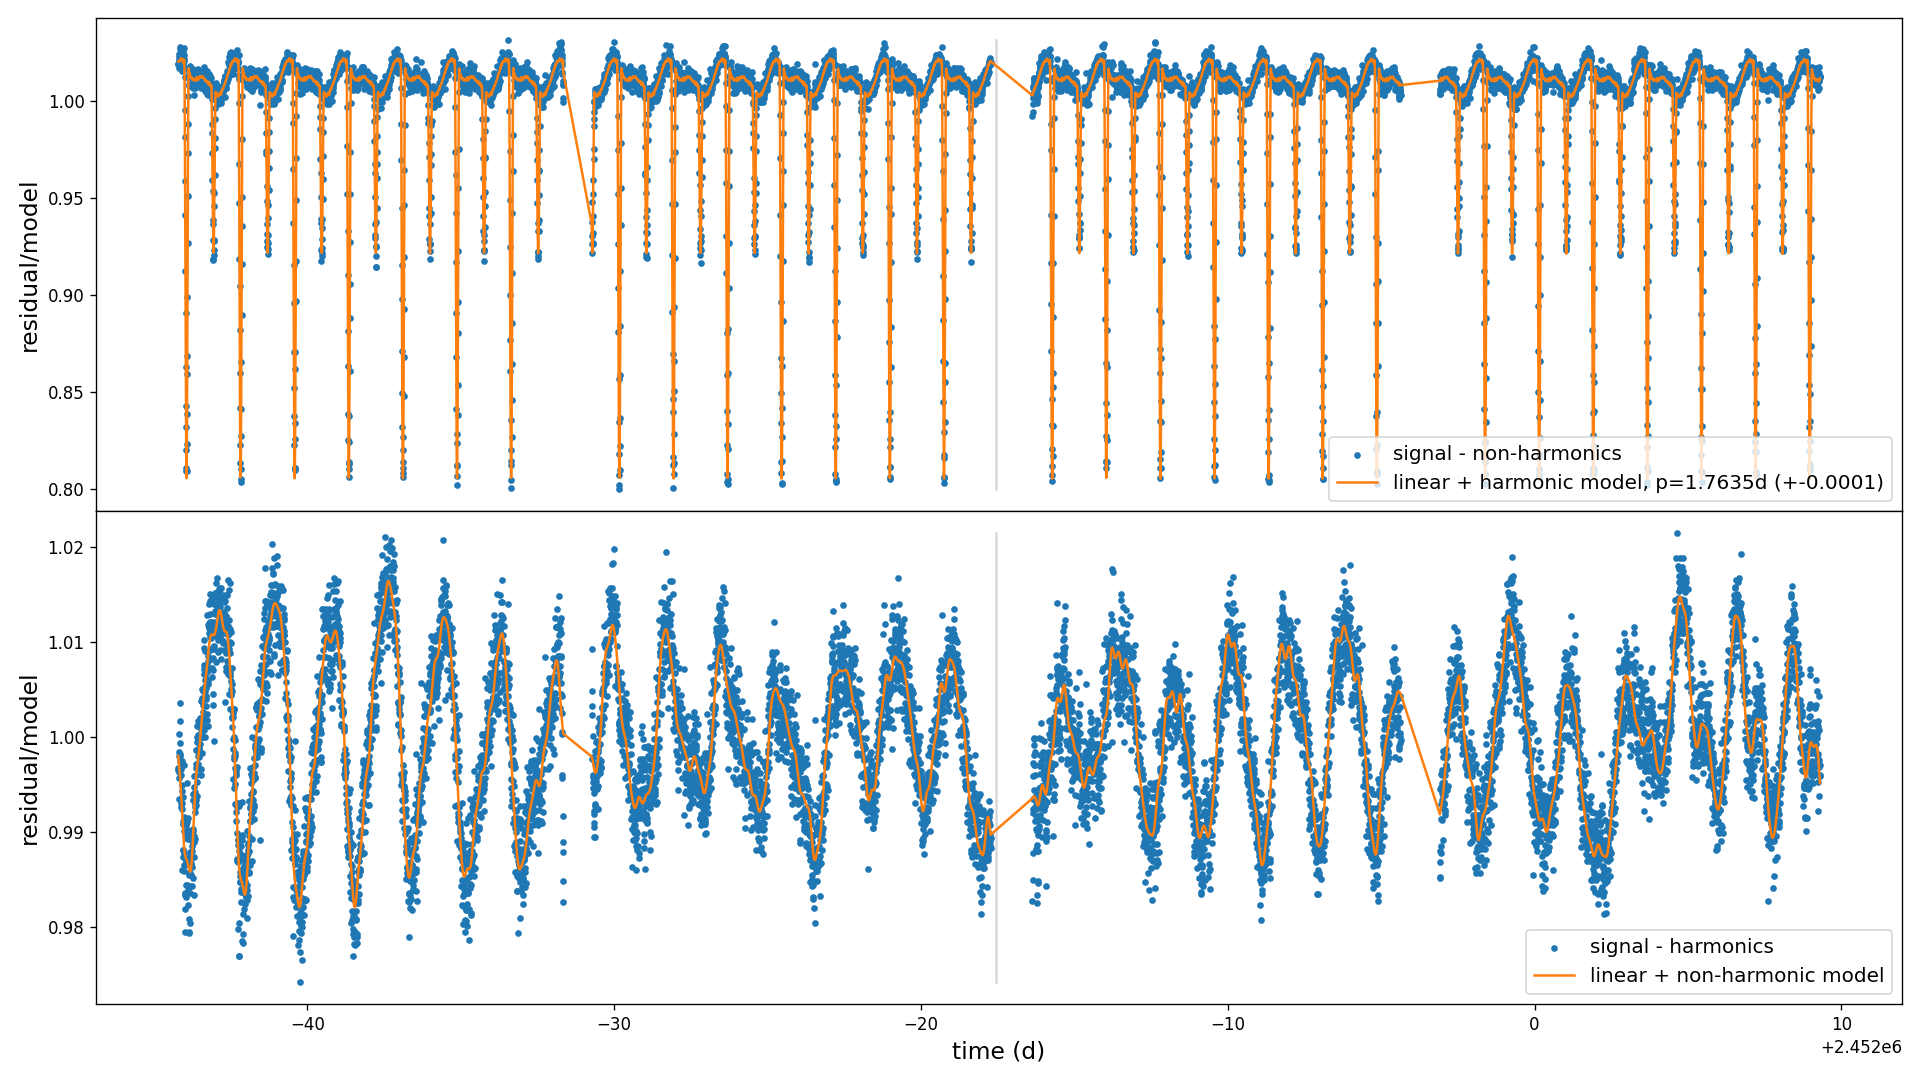 1.00
0.95
0.90
0.85
0.80
residual/model
signal - non-harmonics
linear + harmonic model, p=1.7635d (+-0.0001)
1.02
1.01
1.00
0.99
0.98
residual/model
signal - harmonics
linear + non-harmonic model
−40 −30 −20 −10 0 10
+2.452e6
time (d)